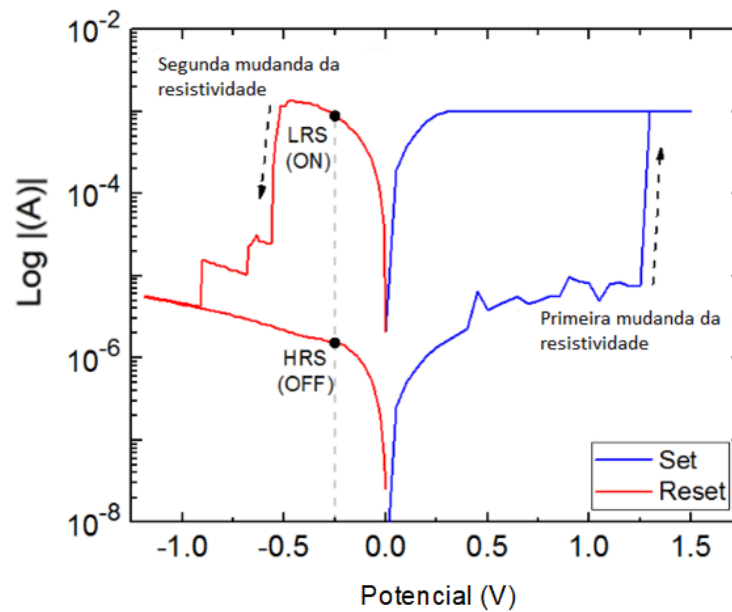 10⁻²
Segunda mudanda da
resistividade
LRS
(ON)
10⁻⁴
Log |(A)|
Primeira mudanda da
resistividade
10⁻⁶
HRS
(OFF)
Set
Reset
10⁻⁸
-1.0 -0.5 0.0 0.5 1.0 1.5
Potencial (V)